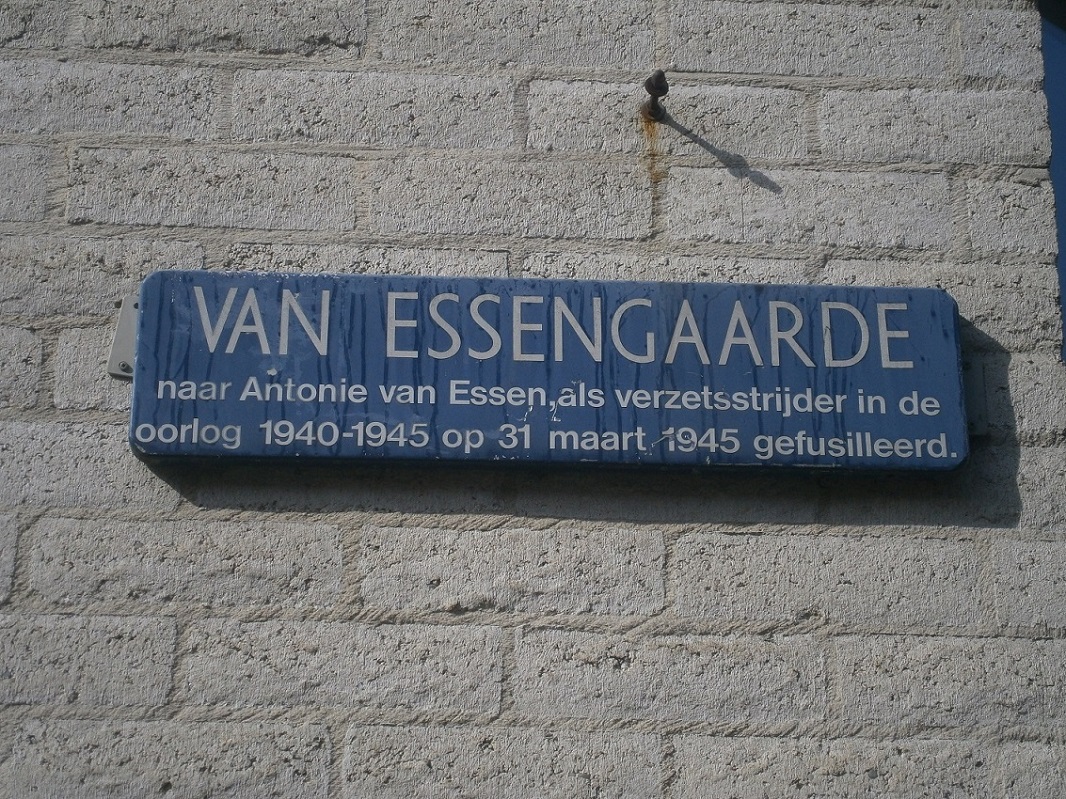 VAN ESSENGAARDE
naar Antonie van Essen, als verzetsstrijder in de
oorlog 1940-1945 op 31 maart 1945 gefusilleerd.